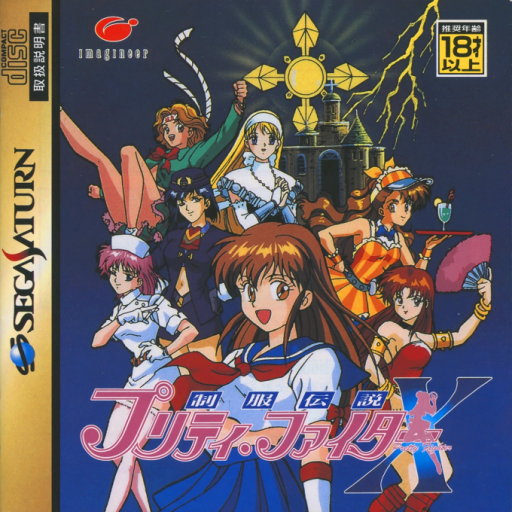 COMPACT
DISC
取扱説明書
SEGA SATURN
imagineer
推奨年齢
18才
以上
制服伝説
プリティ・ファイター
X